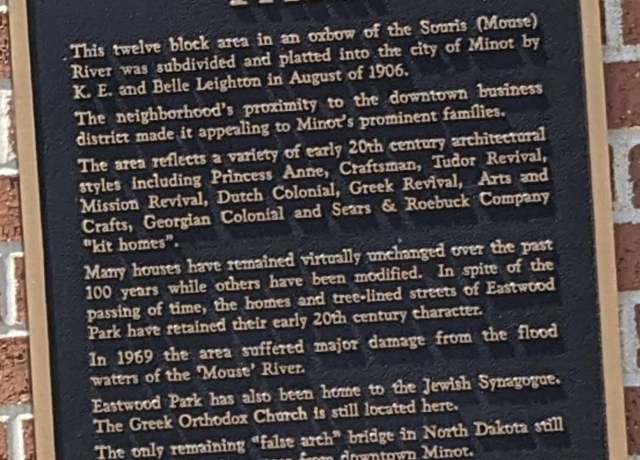 This twelve block area in an oxbow of the Souris (Mouse)
River was subdivided and platted into the city of Minot by
K. E. and Belle Leighton in August of 1906.
The neighborhood's proximity to the downtown business
district made it appealing to Minot's prominent families.
The area reflects a variety of early 20th century architectural
styles including Princess Anne, Craftsman, Tudor Revival,
Mission Revival, Dutch Colonial, Greek Revival, Arts and
Crafts, Georgian Colonial and Sears & Roebuck Company
"kit homes".
Many houses have remained virtually unchanged over the past
100 years while others have been modified. In spite of the
passing of time, the homes and tree-lined streets of Eastwood
Park have retained their early 20th century character.
In 1969 the area suffered major damage from the flood
waters of the 'Mouse' River.
Eastwood Park has also been home to the Jewish Synagogue.
The Greek Orthodox Church is still located here.
The only remaining "false arch" bridge in North Dakota still
from downtown Minot.